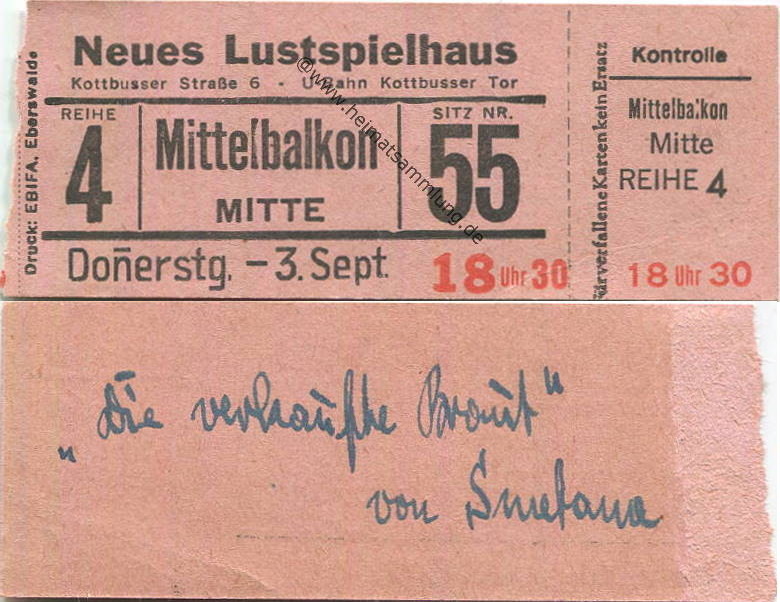 Neues Lustspielhaus
Kottbusser Straße 6 - U-Bahn Kottbusser Tor
REIHE
4
Mittelbalkon
MITTE
SITZ NR.
55
Doñerstg. – 3. Sept.
18 Uhr 30
Druck: EBIFA, Eberswalde
Für verfallene Karten kein Ersatz
Kontrolle
Mittelbalkon
Mitte
REIHE 4
18 Uhr 30
@www.heimatsammlung.de
„Die verkaufte Braut"
von Smetana